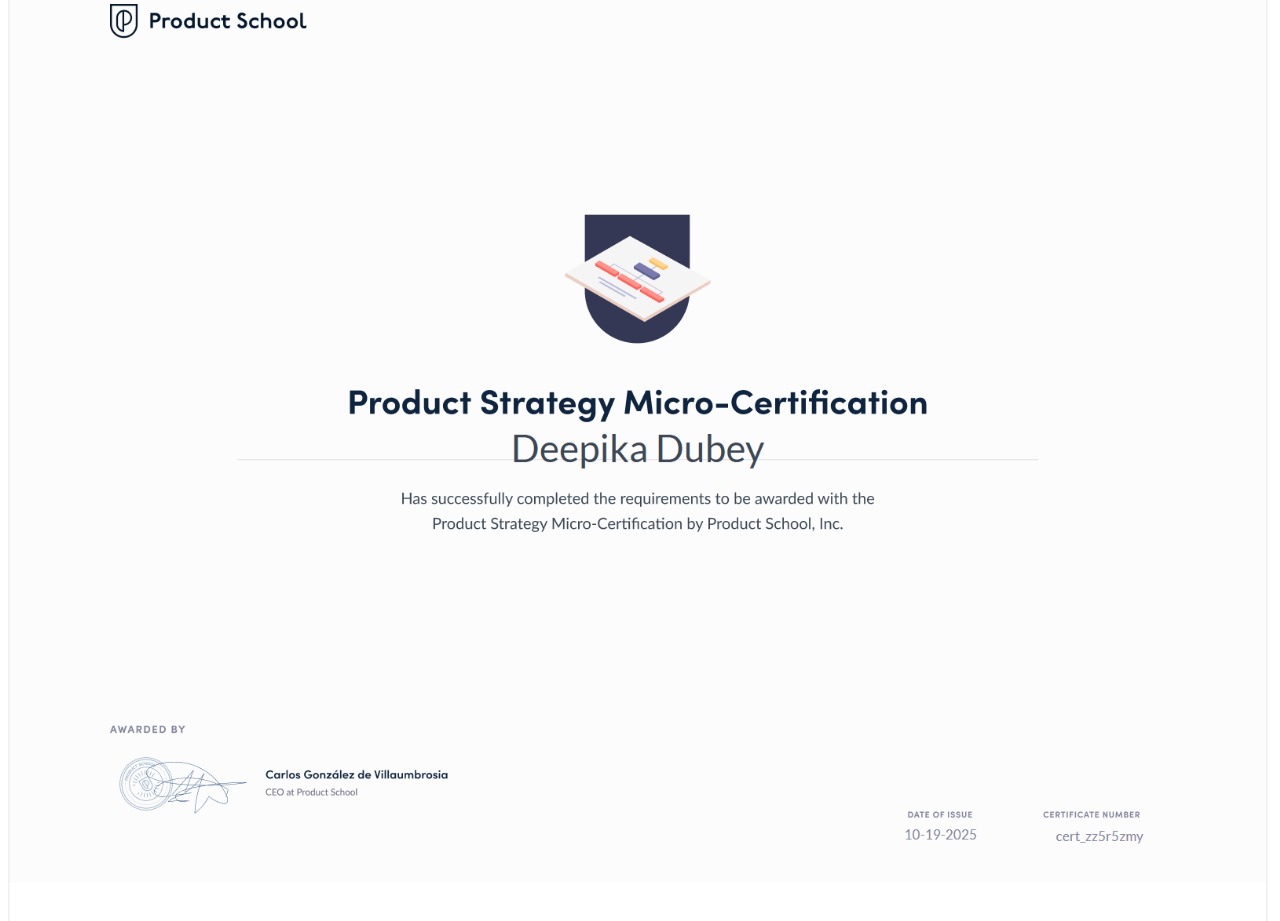 Product School
Product Strategy Micro-Certification
Deepika Dubey
Has successfully completed the requirements to be awarded with the
Product Strategy Micro-Certification by Product School, Inc.
AWARDED BY
Carlos González de Villaumbrosia
CEO at Product School
DATE OF ISSUE
10-19-2025
CERTIFICATE NUMBER
cert_zz5r5zmy